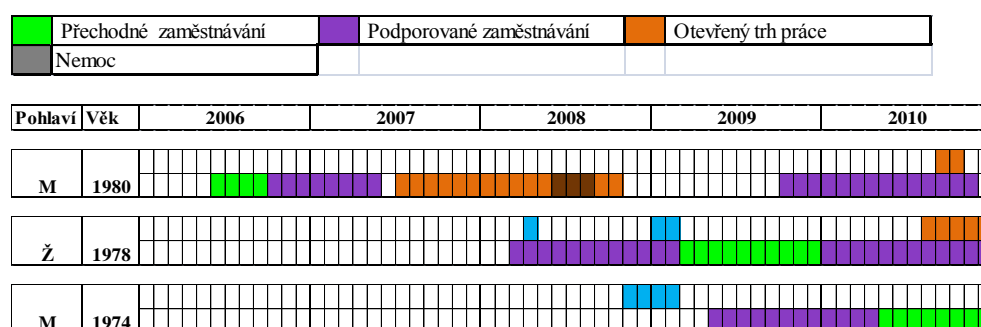 Přechodné zaměstnávání Podporované zaměstnávání Otevřený trh práce
Nemoc
Pohlaví Věk 2006 2007 2008 2009 2010
M 1980
Ž 1978
M 1974